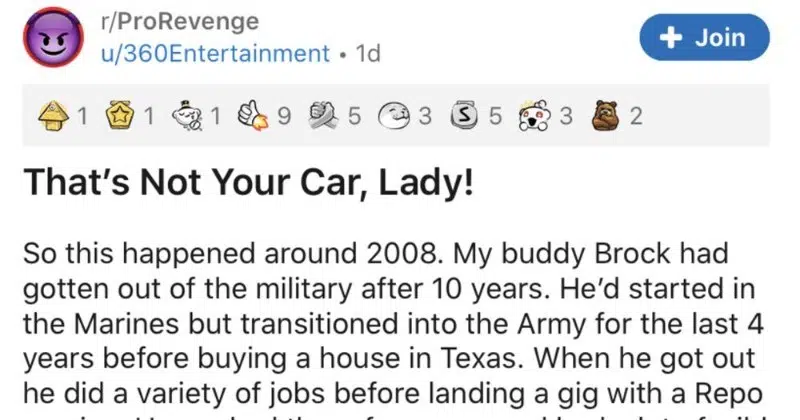 r/ProRevenge
u/360Entertainment • 1d
+ Join
1 1 1 9 5 3 S 5 3 2
That's Not Your Car, Lady!
So this happened around 2008. My buddy Brock had
gotten out of the military after 10 years. He'd started in
the Marines but transitioned into the Army for the last 4
years before buying a house in Texas. When he got out
he did a variety of jobs before landing a gig with a Repo